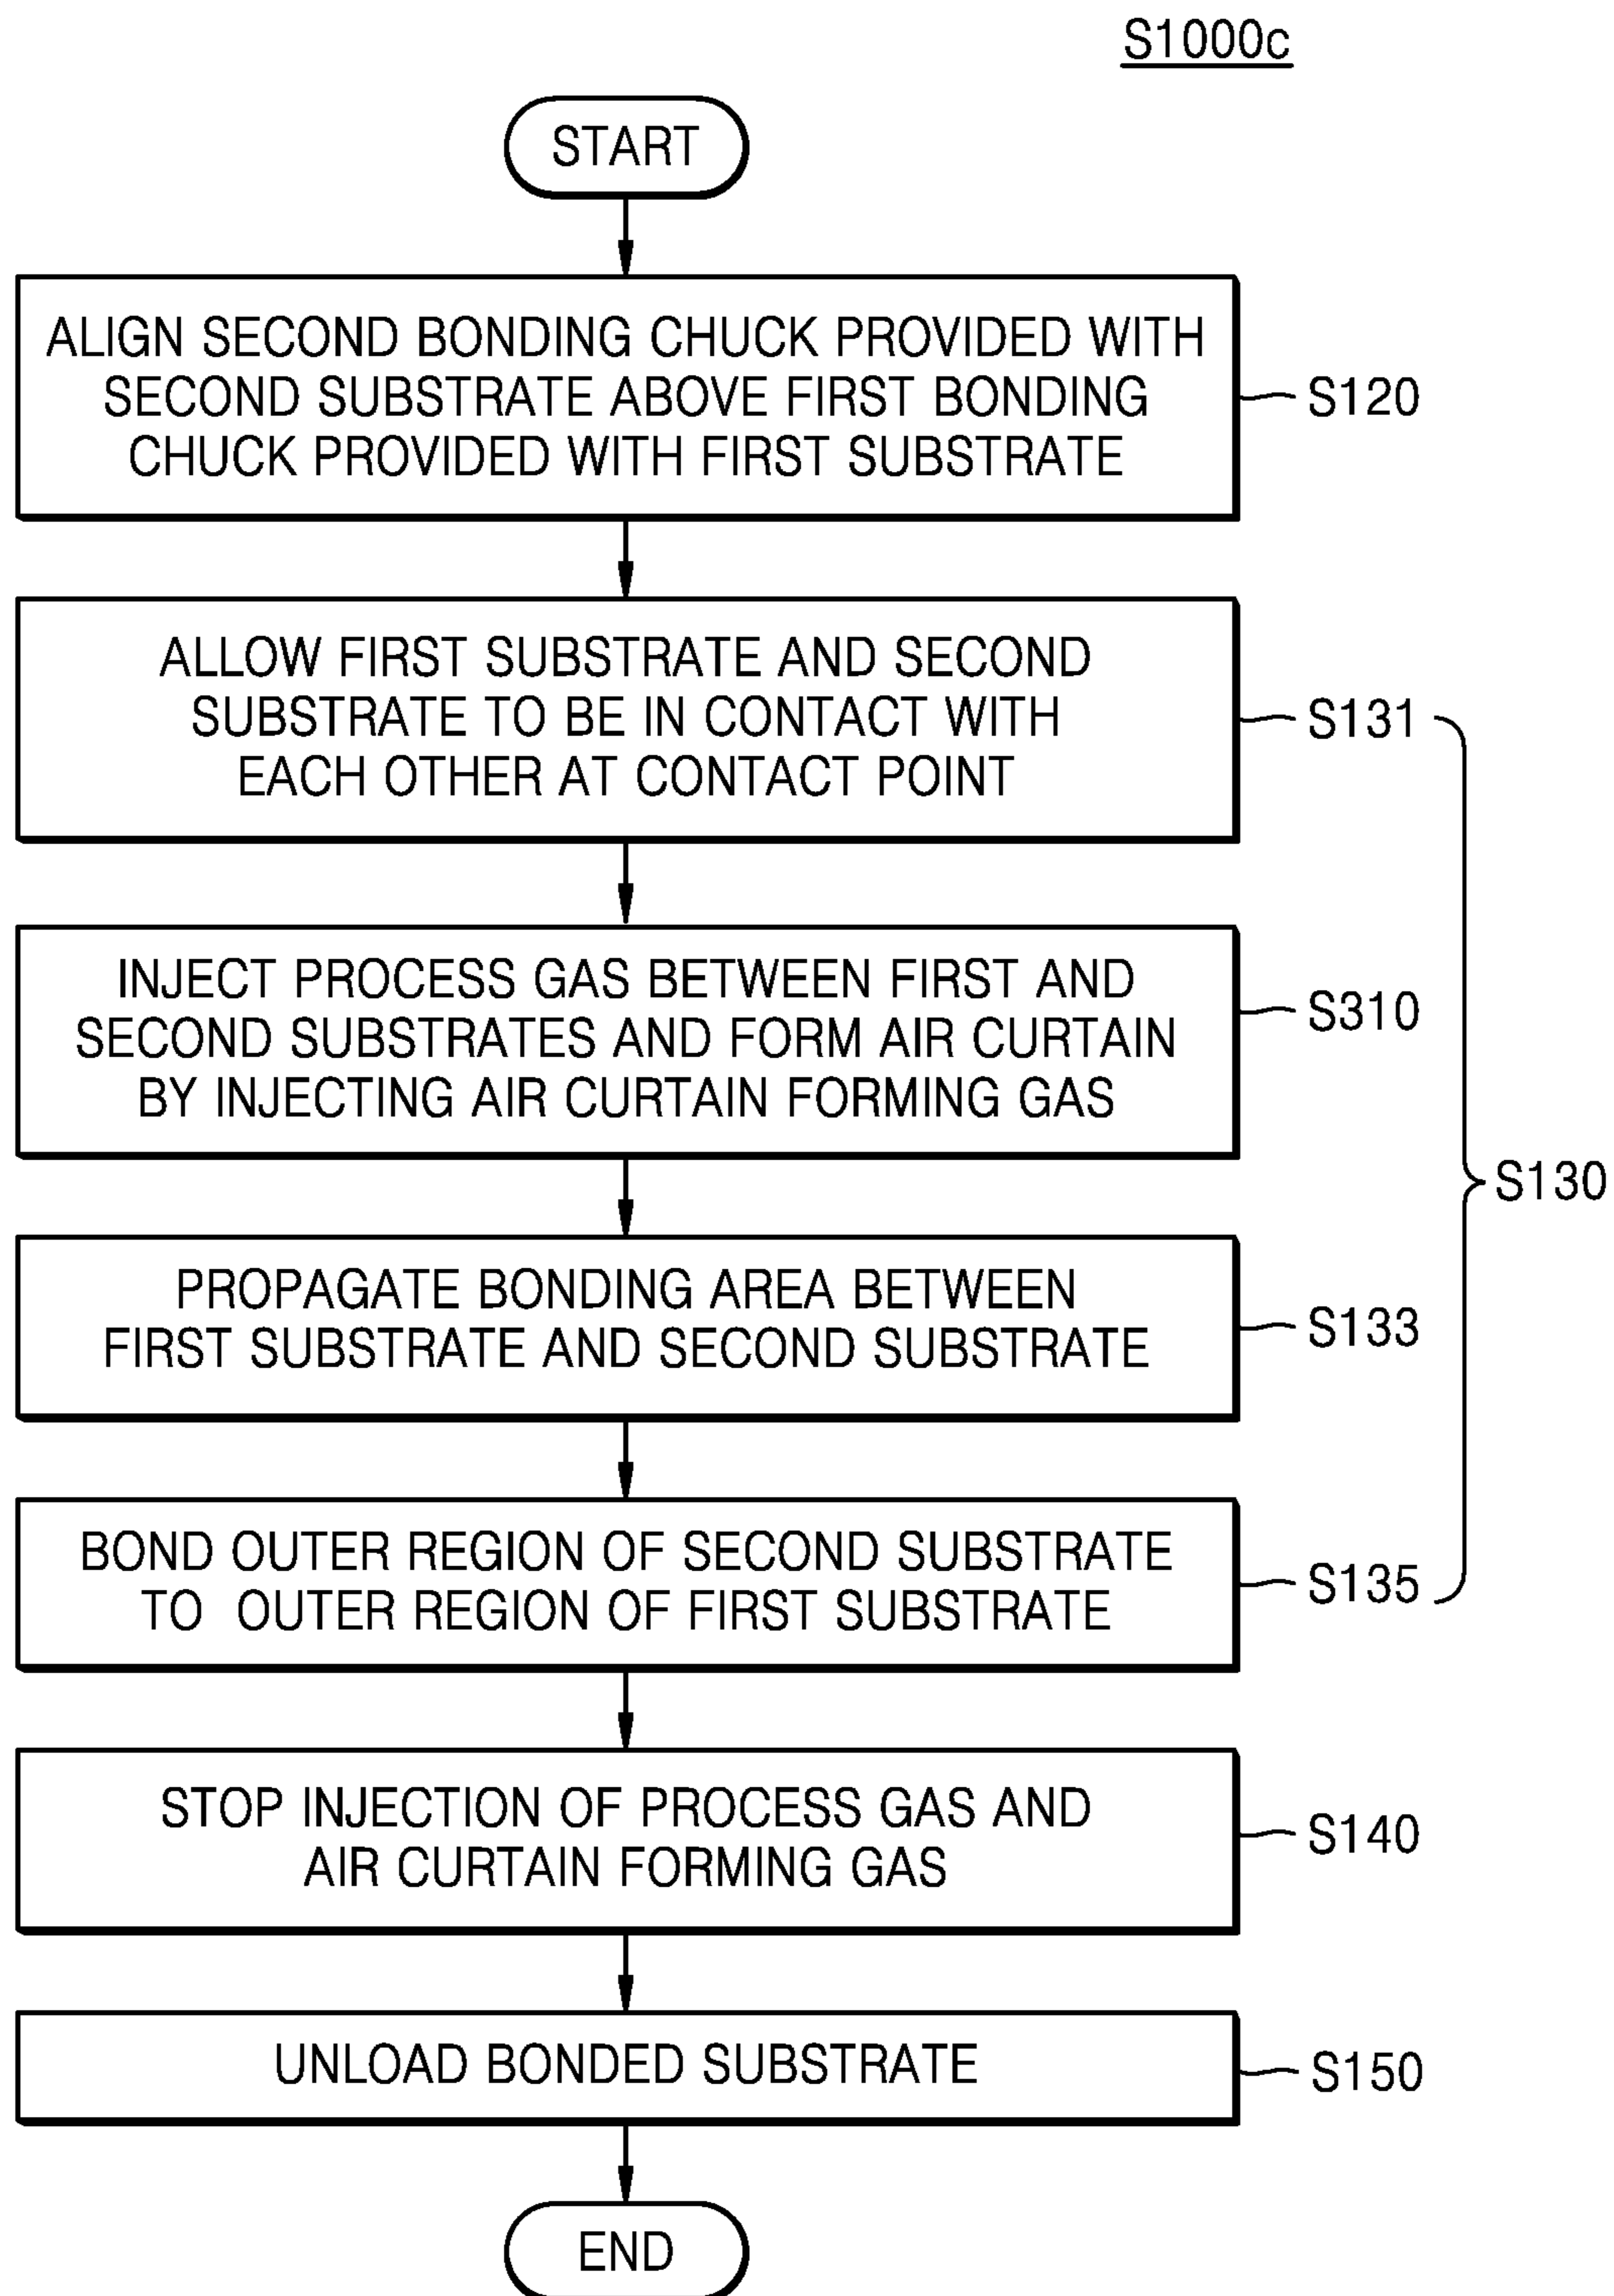 S1000c
START
ALIGN SECOND BONDING CHUCK PROVIDED WITH
SECOND SUBSTRATE ABOVE FIRST BONDING
CHUCK PROVIDED WITH FIRST SUBSTRATE
S120
ALLOW FIRST SUBSTRATE AND SECOND
SUBSTRATE TO BE IN CONTACT WITH
EACH OTHER AT CONTACT POINT
S131
INJECT PROCESS GAS BETWEEN FIRST AND
SECOND SUBSTRATES AND FORM AIR CURTAIN
BY INJECTING AIR CURTAIN FORMING GAS
S310
S130
PROPAGATE BONDING AREA BETWEEN
FIRST SUBSTRATE AND SECOND SUBSTRATE
S133
BOND OUTER REGION OF SECOND SUBSTRATE
TO OUTER REGION OF FIRST SUBSTRATE
S135
STOP INJECTION OF PROCESS GAS AND
AIR CURTAIN FORMING GAS
S140
UNLOAD BONDED SUBSTRATE
S150
END